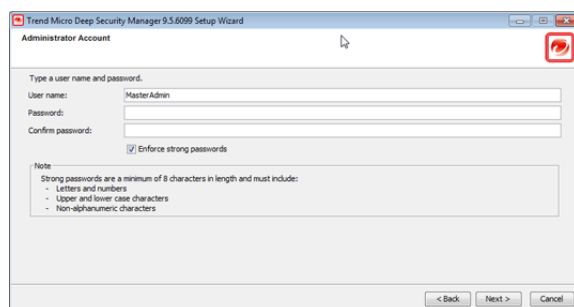 Trend Micro Deep Security Manager 9.5.6099 Setup Wizard
Administrator Account
Type a user name and password.
User name: MasterAdmin
Password:
Confirm password:
Enforce strong passwords
Note
Strong passwords are a minimum of 8 characters in length and must include:
- Letters and numbers
- Upper and lower case characters
- Non-alphanumeric characters
< Back Next > Cancel